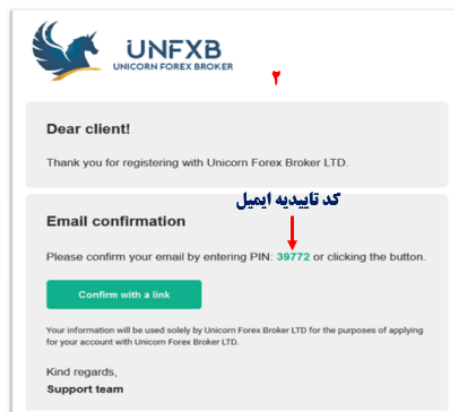 UNFXB
UNICORN FOREX BROKER
۲
Dear client!
Thank you for registering with Unicorn Forex Broker LTD.
کد تاییدیه ایمیل
Email confirmation
Please confirm your email by entering PIN: 39772 or clicking the button.
Confirm with a link
Your information will be used solely by Unicorn Forex Broker LTD for the purposes of applying
for your account with Unicorn Forex Broker LTD.
Kind regards,
Support team